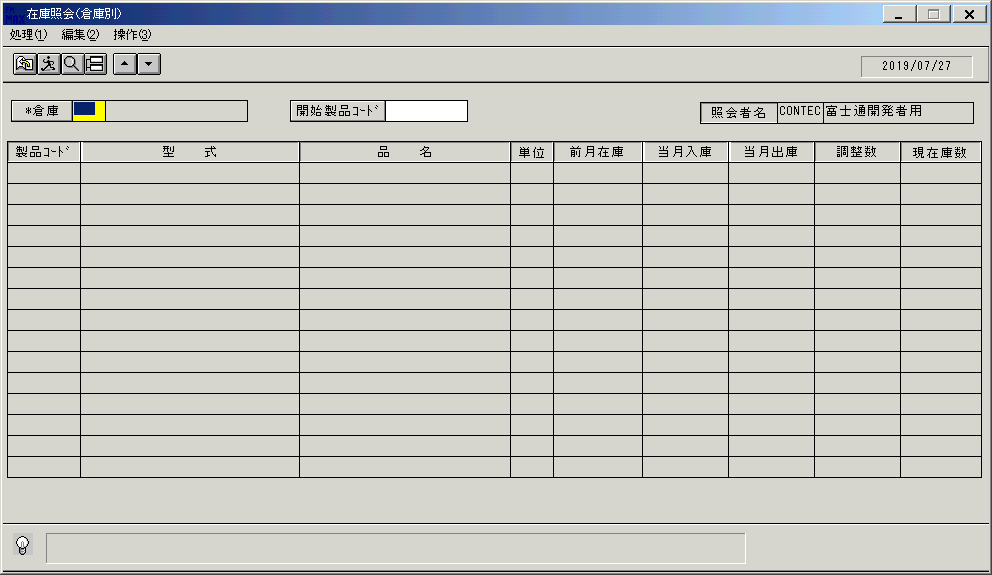 在庫照会(倉庫別)
処理(1) 編集(2) 操作(3)
2019/07/27
*倉庫 開始製品ｺｰﾄﾞ 照会者名 CONTEC 富士通開発者用
製品ｺｰﾄﾞ 型　式 品　名 単位 前月在庫 当月入庫 当月出庫 調整数 現在庫数